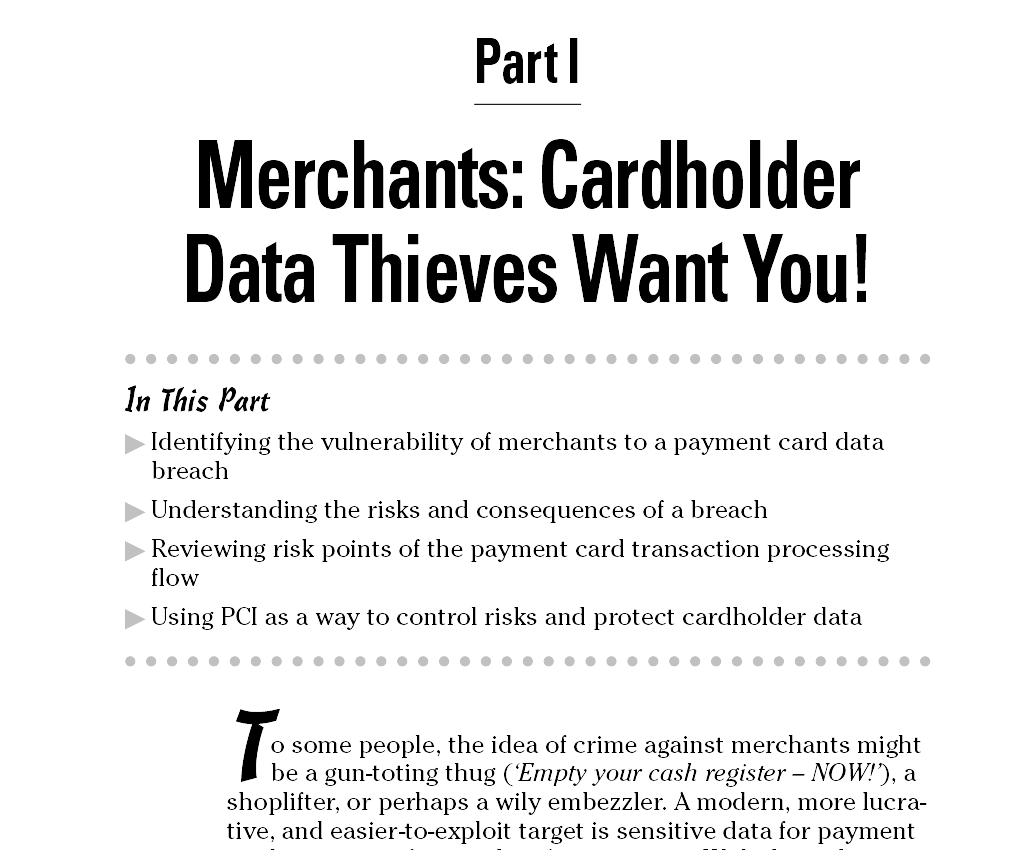 Part I
Merchants: Cardholder
Data Thieves Want You!
In This Part
▶ Identifying the vulnerability of merchants to a payment card data
breach
▶ Understanding the risks and consequences of a breach
▶ Reviewing risk points of the payment card transaction processing
flow
▶ Using PCI as a way to control risks and protect cardholder data
To some people, the idea of crime against merchants might
be a gun-toting thug (‘Empty your cash register – NOW!’), a
shoplifter, or perhaps a wily embezzler. A modern, more lucra-
tive, and easier-to-exploit target is sensitive data for payment